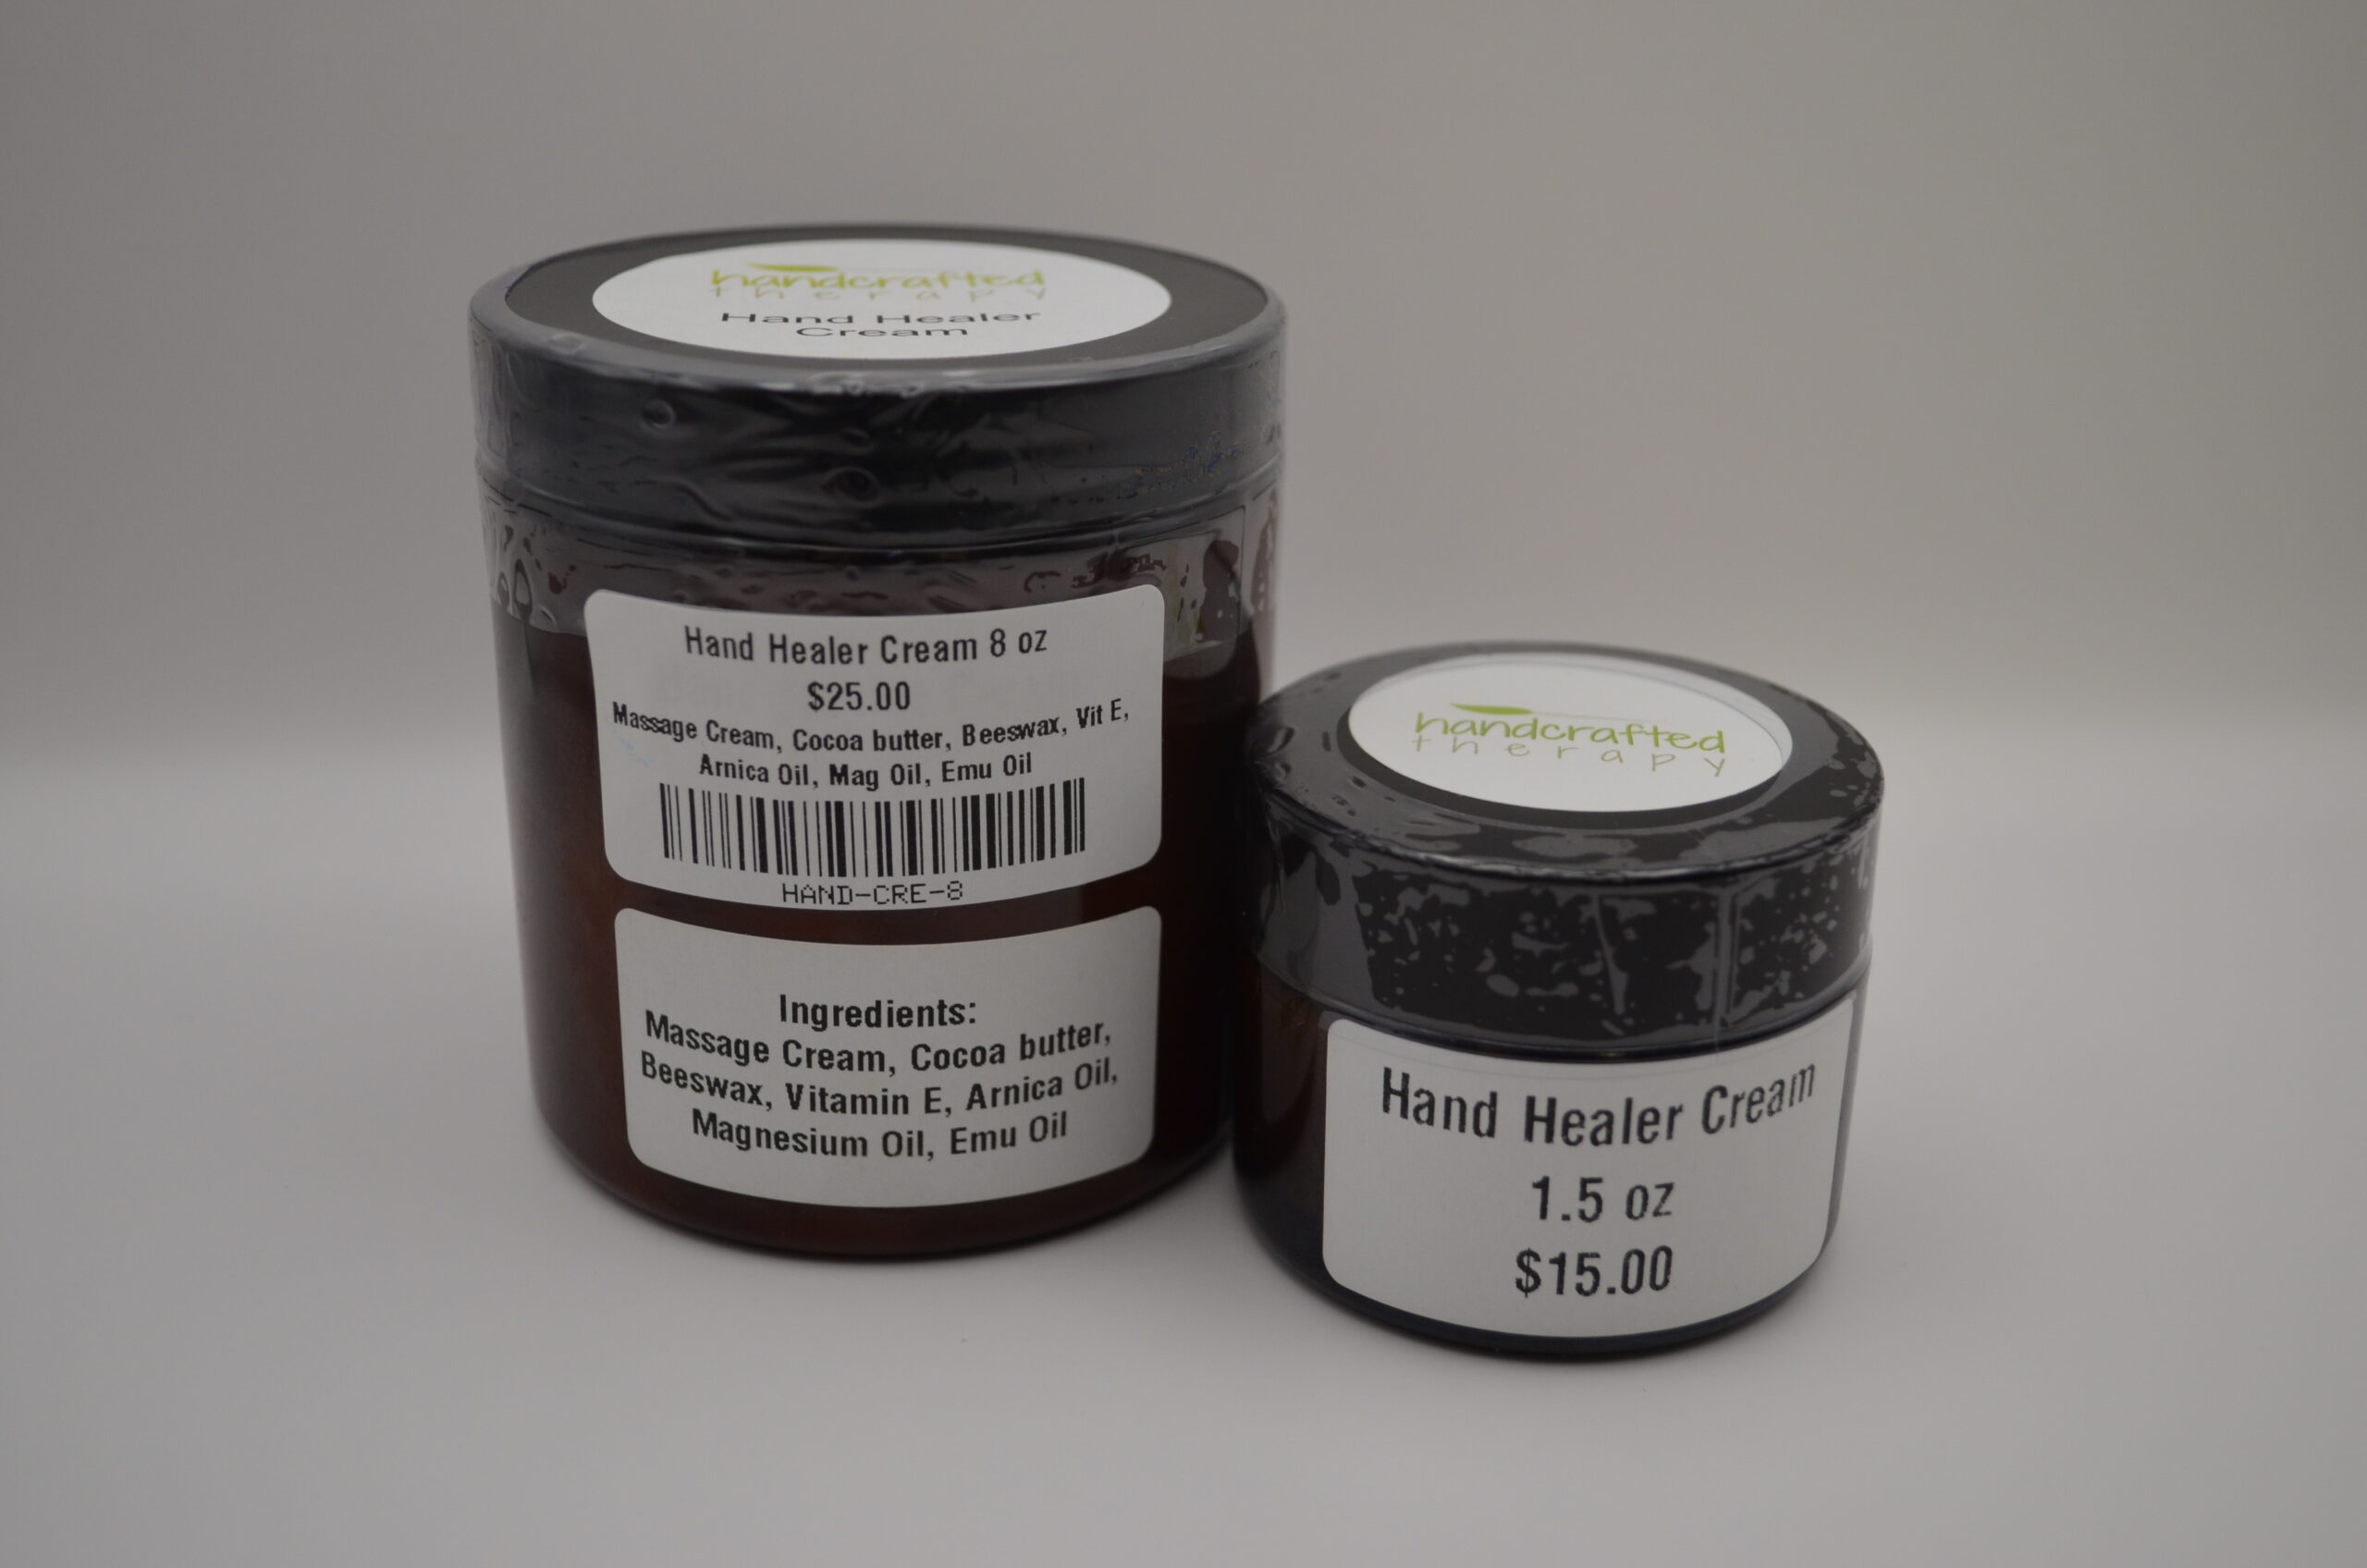 handcrafted
therapy
Hand Healer
Cream
Hand Healer Cream 8 oz
$25.00
Massage Cream, Cocoa butter, Beeswax, Vit E,
Arnica Oil, Mag Oil, Emu Oil
HAND-CRE-8
Ingredients:
Massage Cream, Cocoa butter,
Beeswax, Vitamin E, Arnica Oil,
Magnesium Oil, Emu Oil
handcrafted
therapy
Hand Healer Cream
1.5 oz
$15.00